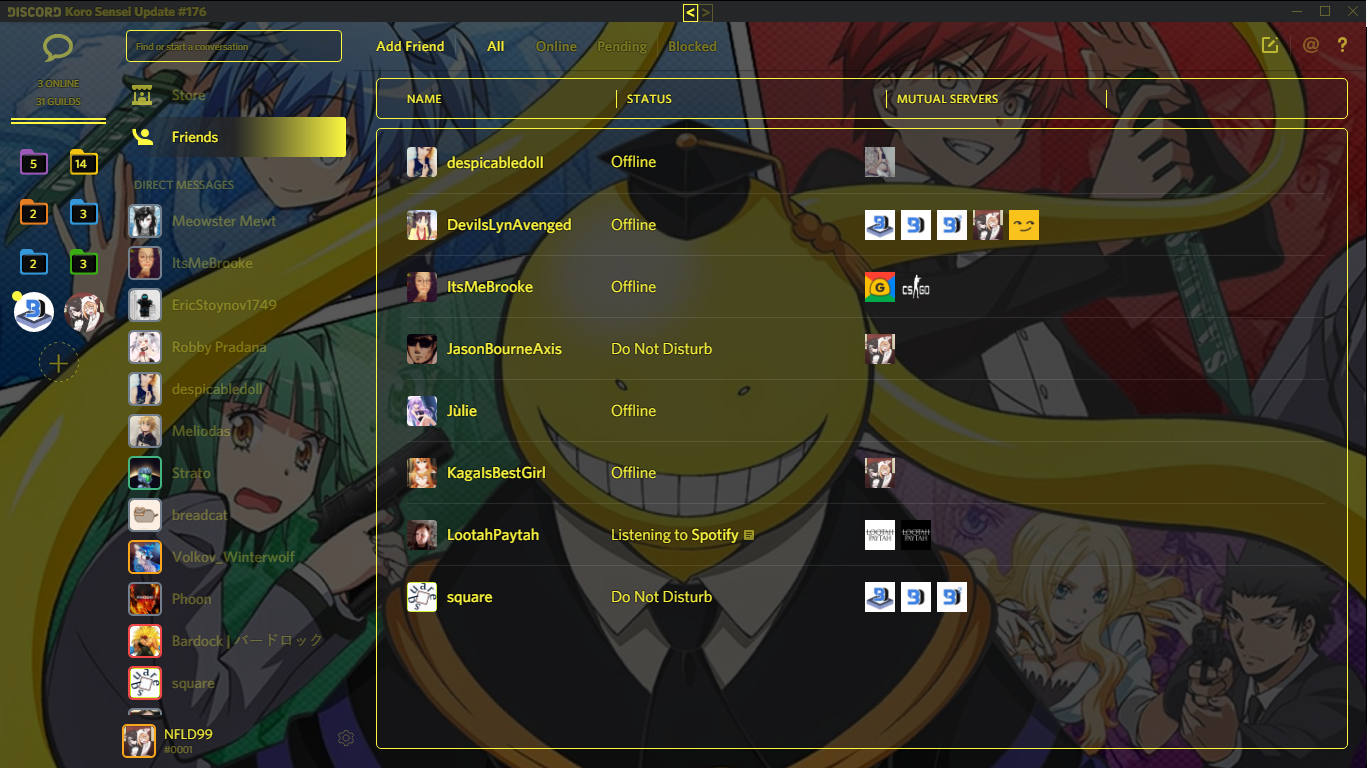 DISCORD Koro Sensei Update #176
< >
Find or start a conversation
Add Friend
All
Online
Pending
Blocked
@ ?
3 ONLINE
31 GUILDS
Store
Friends
5
14
2
3
2
3
DIRECT MESSAGES
Meowster Mewt
ItsMeBrooke
EricStoynov1749
Robby Pradana
despicabledoll
Meliodas
Strato
breadcat
Volkov_Winterwolf
Phoon
Bardock | バードロック
square
NFLD99
#0001
NAME STATUS MUTUAL SERVERS
despicabledoll Offline
DevilsLynAvenged Offline
ItsMeBrooke Offline CS GO
JasonBourneAxis Do Not Disturb
Jùlie Offline
KagaIsBestGirl Offline
LootahPaytah Listening to Spotify LOOTAH PAYTAH LOOTAH PAYTAH
square Do Not Disturb